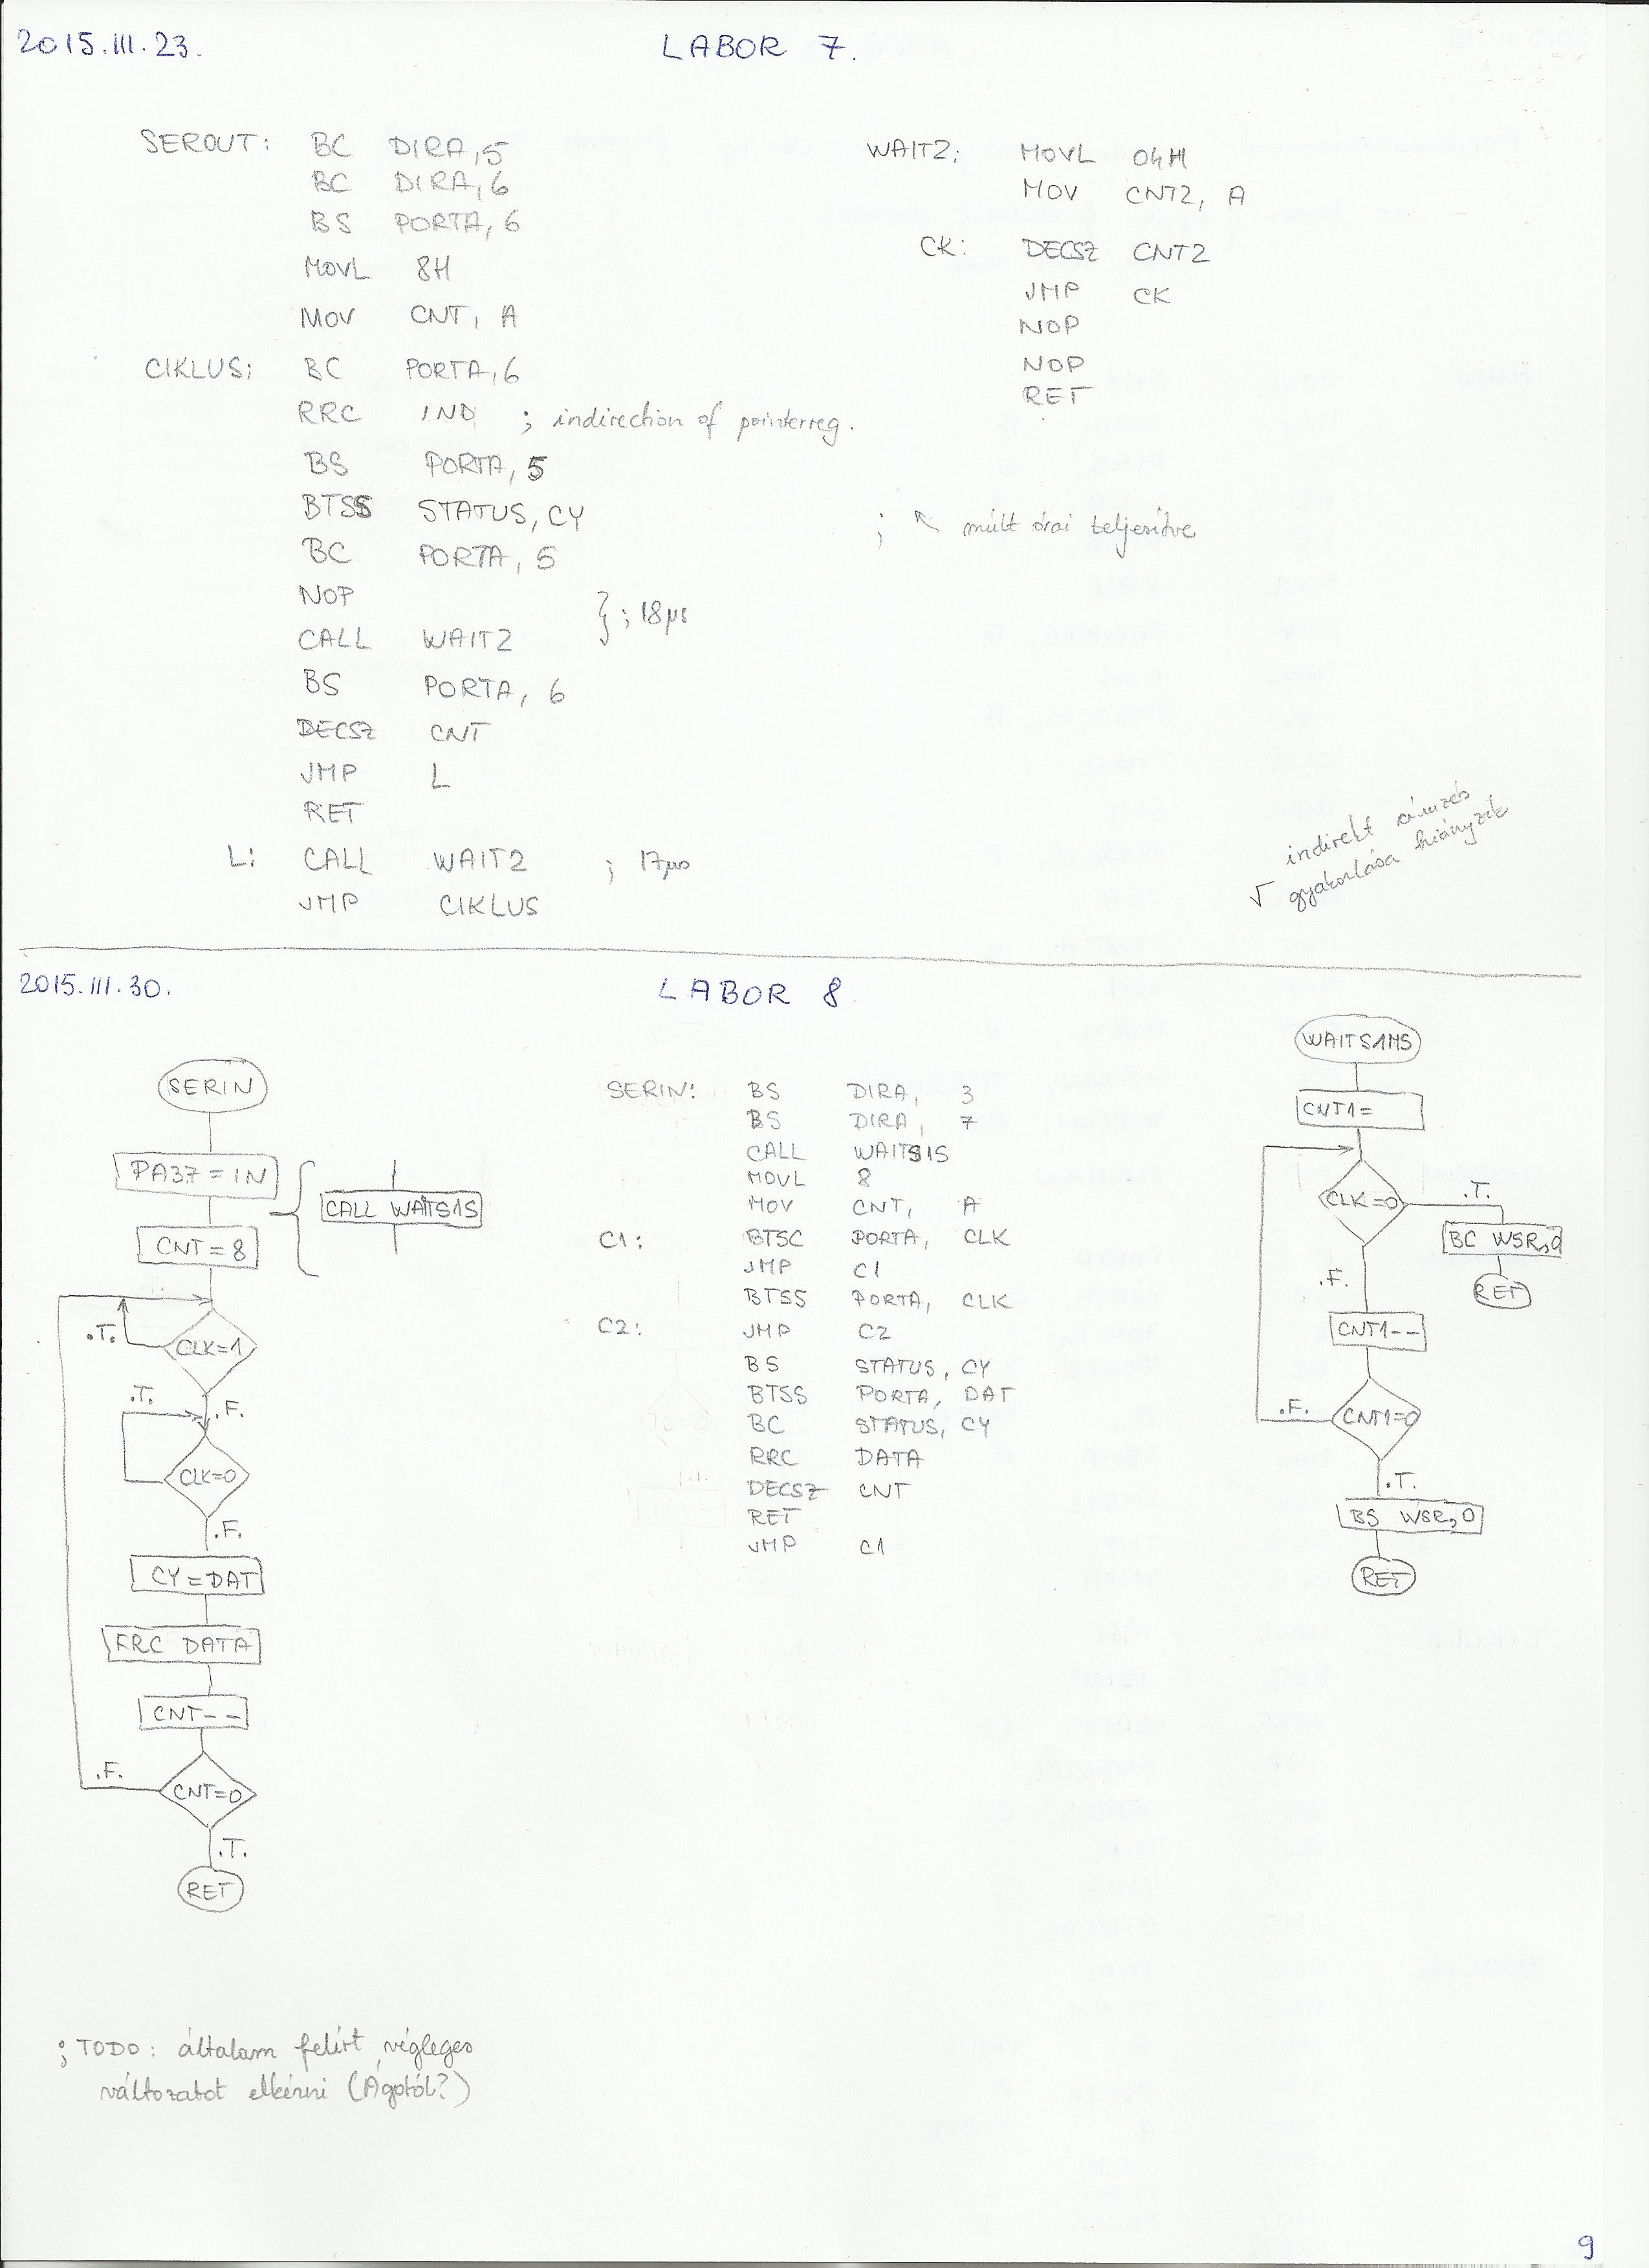 2015.III.23.
LABOR 7.
SEROUT: BC DIRA,5
BC DIRA,6
BS PORTA,6
MOVL 8H
MOV CNT, A
CIKLUS: BC PORTA,6
RRC IND ; indirection of pointerreg.
BS PORTA,5
BTSS STATUS, CY
BC PORTA, 5
NOP
CALL WAIT2
} ; 18µs
BS PORTA, 6
DECSZ CNT
JMP L
RET
L: CALL WAIT2 ; 17µs
JMP CIKLUS
WAIT2: MOVL 04H
MOV CNT2, A
CK: DECSZ CNT2
JMP CK
NOP
NOP
RET
; ↖ múlt órai teljesítve
√ indirekt címzés
gyakorlása hiányzik
2015.III.30.
LABOR 8.
SERIN
PA3.7 = IN
CALL WAITS1S
CNT=8
CLK=1
.T.
.F.
CLK=0
.T.
.F.
CY=DAT
RRC DATA
CNT--
CNT=0
.F.
.T.
RET
SERIN: BS DIRA, 3
BS DIRA, 7
CALL WAITS1S
MOVL 8
MOV CNT, A
C1: BTSC PORTA, CLK
JMP C1
BTSS PORTA, CLK
C2: JMP C2
BS STATUS, CY
BTSS PORTA, DAT
BC STATUS, CY
RRC DATA
DECSZ CNT
RET
JMP C1
WAITS1MS
CNT1=
CLK=0
.T.
BC WSR,0
RET
.F.
CNT1--
CNT1=0
.F.
.T.
BS WSR,0
RET
; TODO: általam felírt végleges
változatot elkérni (Ágotól?)
9